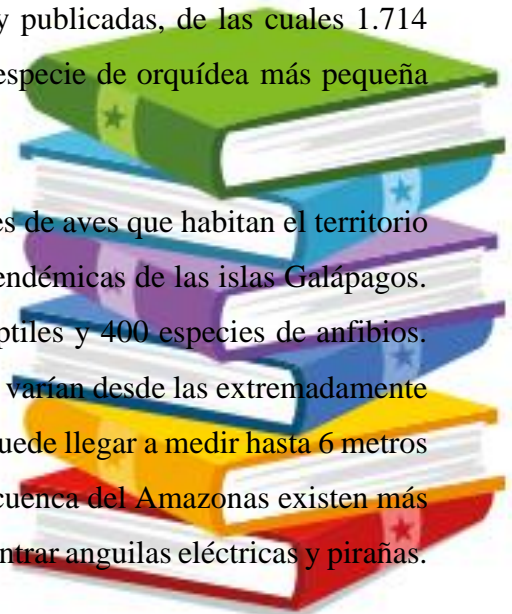 y publicadas, de las cuales 1.714
especie de orquídea más pequeña
es de aves que habitan el territorio
endémicas de las islas Galápagos.
ptiles y 400 especies de anfibios.
varían desde las extremadamente
uede llegar a medir hasta 6 metros
cuenca del Amazonas existen más
ntrar anguilas eléctricas y pirañas.